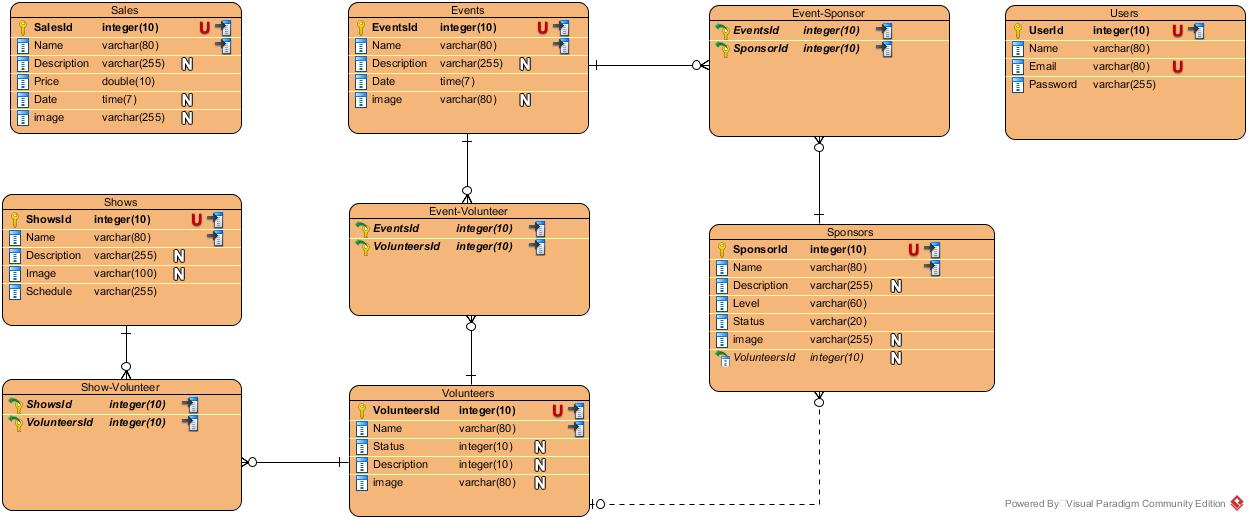 Sales
SalesId integer(10) U
Name varchar(80)
Description varchar(255) N
Price double(10)
Date time(7) N
image varchar(255) N
Events
EventsId integer(10) U
Name varchar(80)
Description varchar(255) N
Date time(7)
image varchar(80) N
Event-Sponsor
EventsId integer(10)
SponsorId integer(10)
Users
UserId integer(10) U
Name varchar(80)
Email varchar(80) U
Password varchar(255)
Shows
ShowsId integer(10) U
Name varchar(80)
Description varchar(255) N
Image varchar(100) N
Schedule varchar(255)
Event-Volunteer
EventsId integer(10)
VolunteersId integer(10)
Sponsors
SponsorId integer(10) U
Name varchar(80)
Description varchar(255) N
Level varchar(60)
Status varchar(20)
image varchar(255) N
VolunteersId integer(10) N
Show-Volunteer
ShowsId integer(10)
VolunteersId integer(10)
Volunteers
VolunteersId integer(10) U
Name varchar(80)
Status integer(10) N
Description integer(10) N
image varchar(80) N
Powered By Visual Paradigm Community Edition